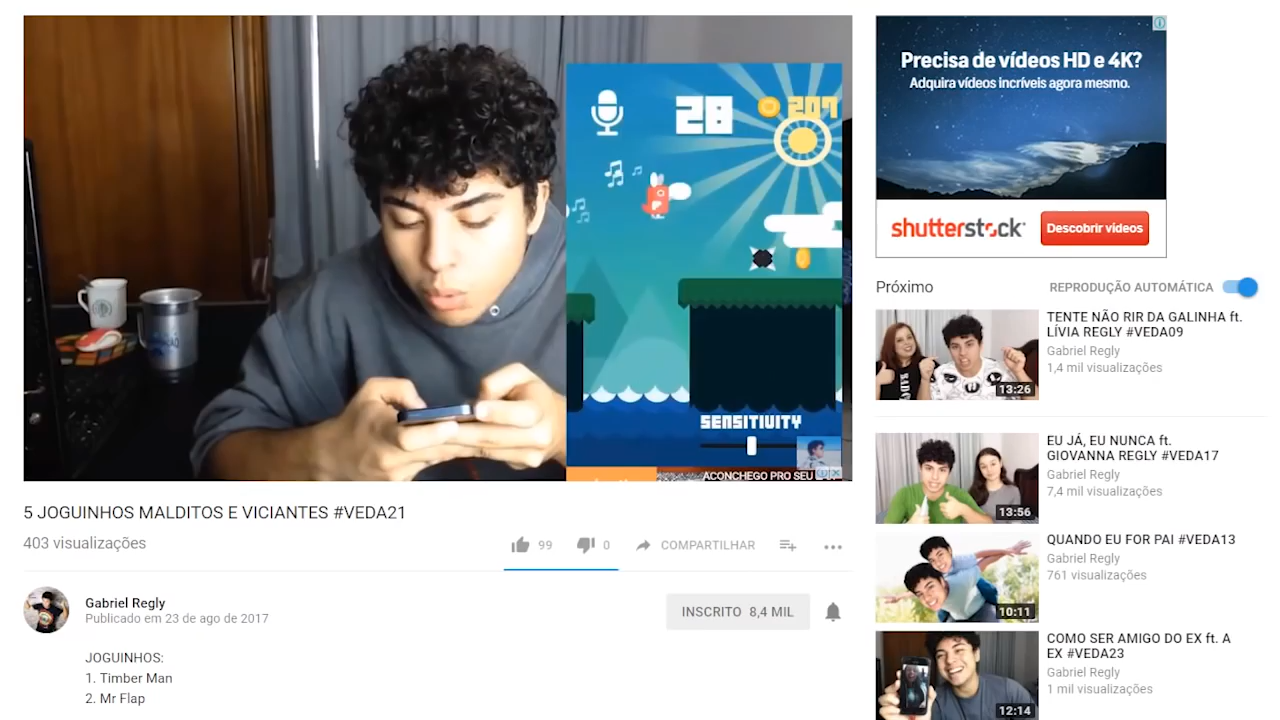 28
207
SENSITIVITY
ACONCHEGO PRO SEU
5 JOGUINHOS MALDITOS E VICIANTES #VEDA21
403 visualizações
99
0
COMPARTILHAR
Gabriel Regly
Publicado em 23 de ago de 2017
INSCRITO 8,4 MIL
JOGUINHOS:
1. Timber Man
2. Mr Flap
Precisa de vídeos HD e 4K?
Adquira vídeos incríveis agora mesmo.
shutterstock
Descobrir vídeos
Próximo
REPRODUÇÃO AUTOMÁTICA
TENTE NÃO RIR DA GALINHA ft.
LÍVIA REGLY #VEDA09
Gabriel Regly
1,4 mil visualizações
13:26
EU JÁ, EU NUNCA ft.
GIOVANNA REGLY #VEDA17
Gabriel Regly
7,4 mil visualizações
13:56
QUANDO EU FOR PAI #VEDA13
Gabriel Regly
761 visualizações
10:11
COMO SER AMIGO DO EX ft. A
EX #VEDA23
Gabriel Regly
1 mil visualizações
12:14